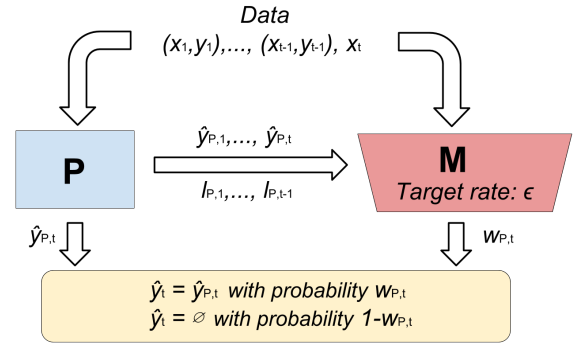 Data
(x₁,y₁),..., (xₜ₋₁,yₜ₋₁), xₜ
ŷP,1,..., ŷP,t
P
M
Target rate: ϵ
lP,1,..., lP,t-1
ŷP,t
wP,t
ŷt = ŷP,t with probability wP,t
ŷt = ∅ with probability 1-wP,t